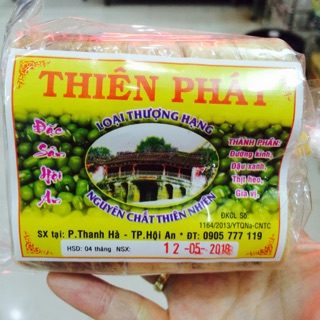 THIÊN PHÁT
LOẠI THƯỢNG HẠNG
Đặc
Sản
Hội
An
THÀNH PHẦN:
Đường kính,
Đậu xanh,
Thịt heo,
Gia vị.
NGUYÊN CHẤT THIÊN NHIÊN
ĐKCL Số:
1164/2013/YTQNa-CNTC
SX tại: P.Thanh Hà - TP.Hội An * ĐT: 0905 777 119
HSD: 04 tháng NSX:
12-05-2018